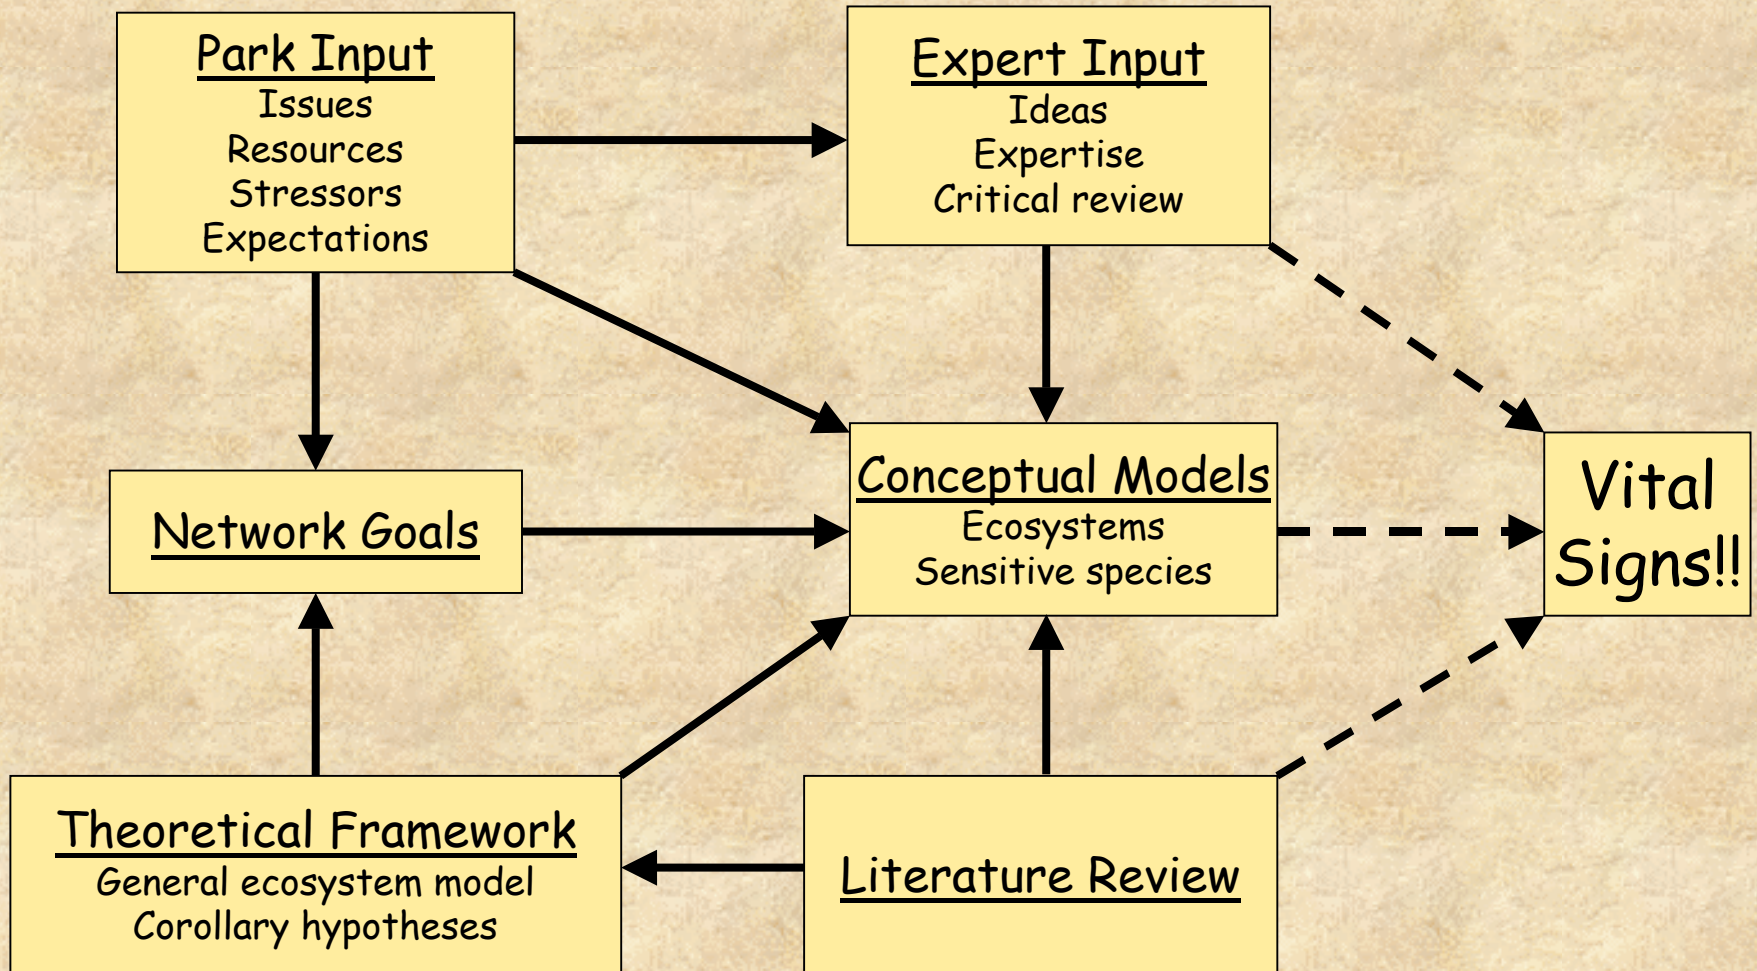 Park Input
Issues
Resources
Stressors
Expectations
Expert Input
Ideas
Expertise
Critical review
Network Goals
Conceptual Models
Ecosystems
Sensitive species
Vital
Signs!!
Theoretical Framework
General ecosystem model
Corollary hypotheses
Literature Review